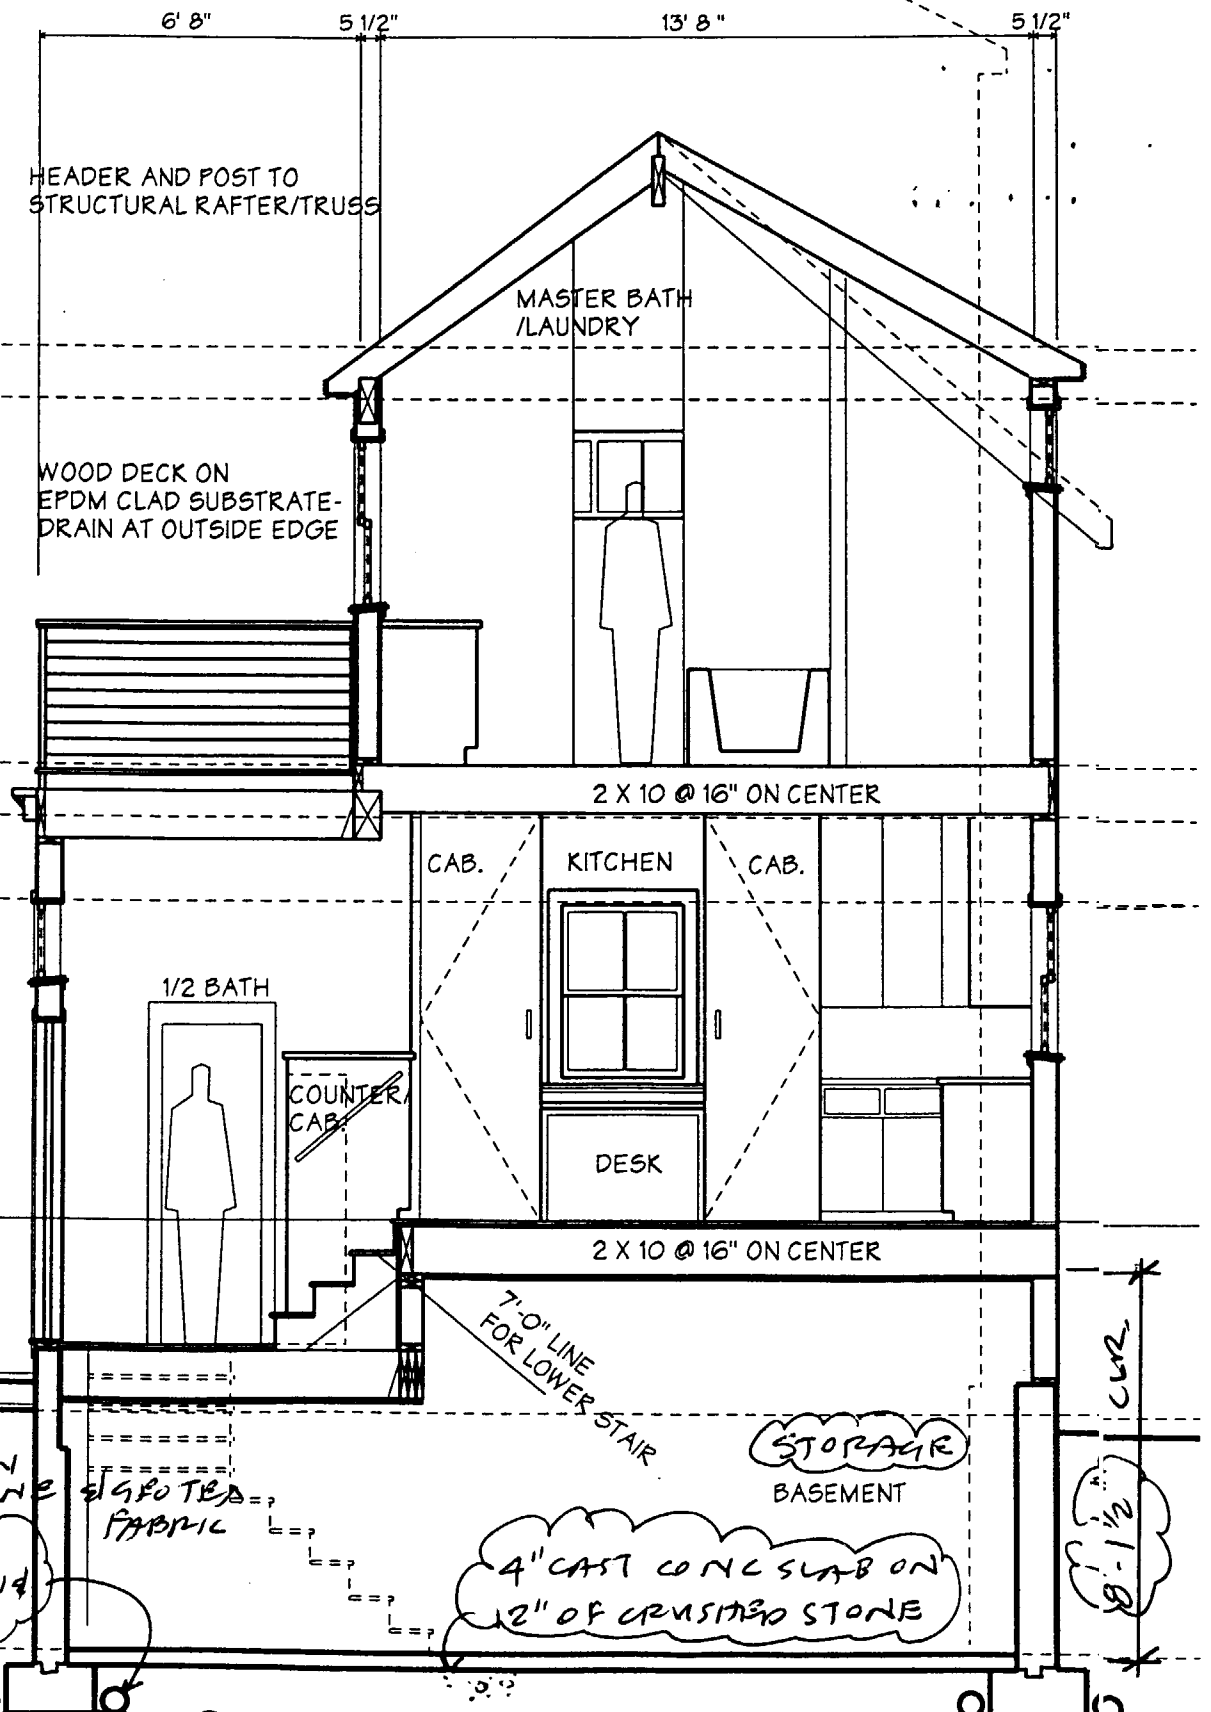 6' 8"
5 1/2"
13' 8"
5 1/2"
HEADER AND POST TO
STRUCTURAL RAFTER/TRUSS
MASTER BATH
/LAUNDRY
WOOD DECK ON
EPDM CLAD SUBSTRATE-
DRAIN AT OUTSIDE EDGE
2 X 10 @ 16" ON CENTER
CAB.
KITCHEN
CAB.
1/2 BATH
COUNTER/
CAB.
DESK
2 X 10 @ 16" ON CENTER
7'-0" LINE
FOR LOWER STAIR
CLR.
8'-1 1/2
STORAGE
BASEMENT
GEO TEX
FABRIC
4" CAST CONC SLAB ON
12" OF CRUSHED STONE